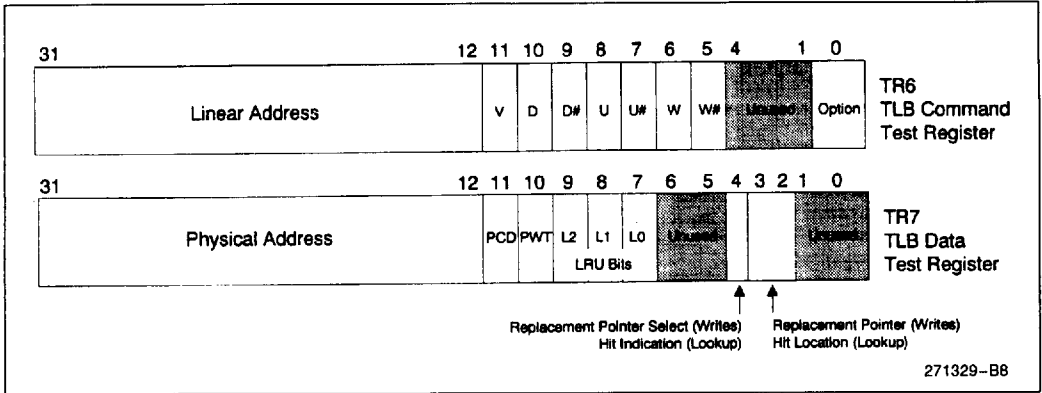 31 12 11 10 9 8 7 6 5 4 1 0
Linear Address V D D# U U# W W# Unused Option
TR6
TLB Command
Test Register
31 12 11 10 9 8 7 6 5 4 3 2 1 0
Physical Address PCD PWT L2 L1 L0 Unused Unused
LRU Bits
TR7
TLB Data
Test Register
Replacement Pointer Select (Writes)
Hit Indication (Lookup)
Replacement Pointer (Writes)
Hit Location (Lookup)
271329-B8